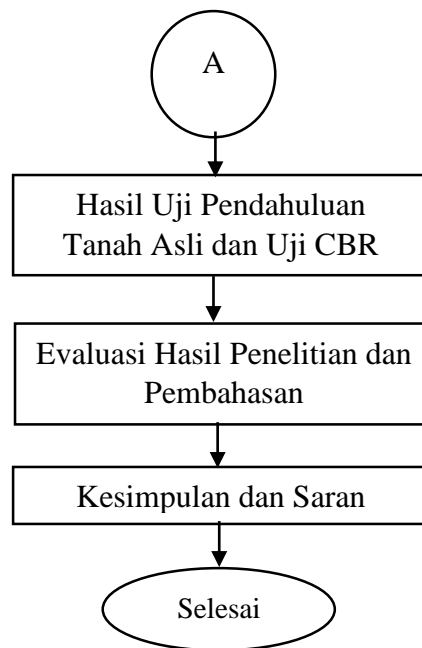 A
Hasil Uji Pendahuluan
Tanah Asli dan Uji CBR
Evaluasi Hasil Penelitian dan
Pembahasan
Kesimpulan dan Saran
Selesai